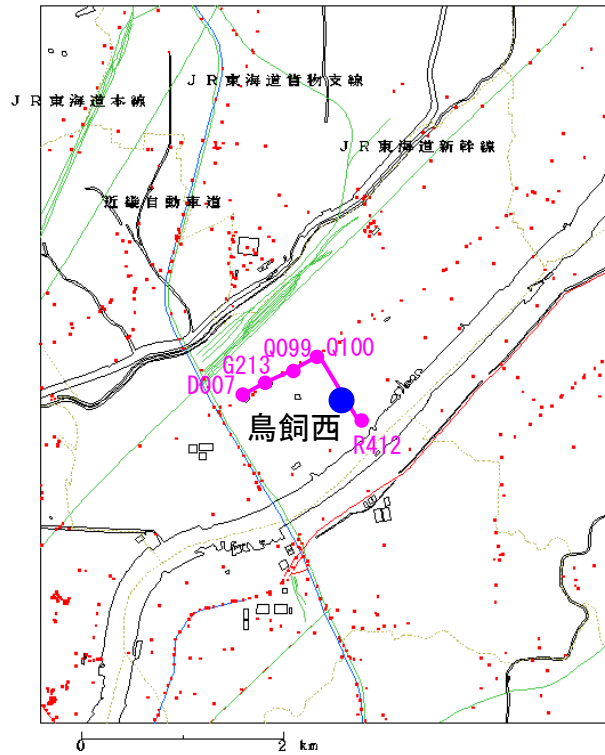 JR東海道貨物支線
JR東海道本線
JR東海道新幹線
近畿自動車道
Q099
Q100
G213
D007
鳥飼西
R412
0 2 km